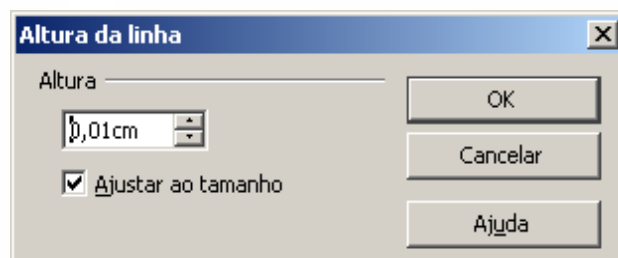 Altura da linha
Altura
0,01cm
Ajustar ao tamanho
OK
Cancelar
Ajuda